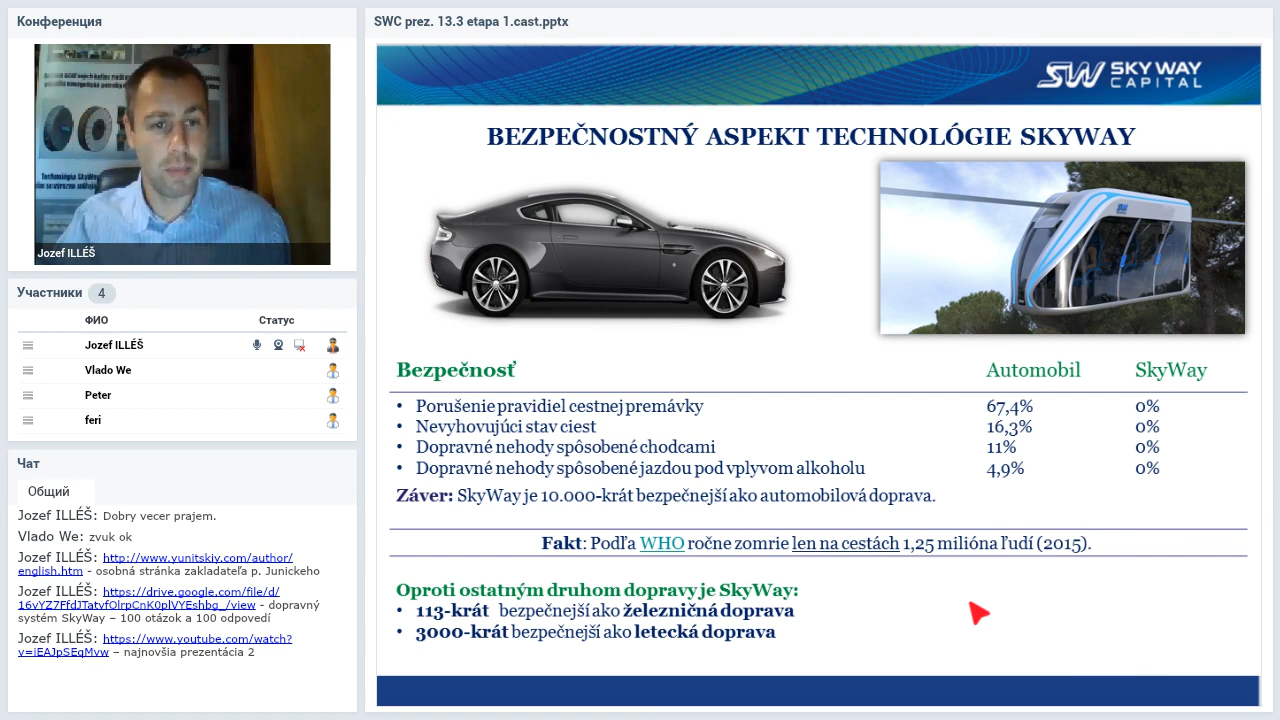 Конференция
Technológia SkyWay
Jozef ILLÉŠ
Участники 4
ФИО Статус
Jozef ILLÉŠ
Vlado We
Peter
feri
Чат
Общий
Jozef ILLÉŠ: Dobry vecer prajem.
Vlado We: zvuk ok
Jozef ILLÉŠ: http://www.yunitskiy.com/author/
english.htm - osobná stránka zakladateľa p. Junickeho
Jozef ILLÉŠ: https://drive.google.com/file/d/
16vYZ7FfdJTatvfOlrpCnK0plVYEshbg_/view - dopravný
systém SkyWay – 100 otázok a 100 odpovedí
Jozef ILLÉŠ: https://www.youtube.com/watch?
v=iEAJpSEqMvw – najnovšia prezentácia 2
SWC prez. 13.3 etapa 1.cast.pptx
SW SKY WAY
CAPITAL
BEZPEČNOSTNÝ ASPEKT TECHNOLÓGIE SKYWAY
Bezpečnosť Automobil SkyWay
• Porušenie pravidiel cestnej premávky 67,4% 0%
• Nevyhovujúci stav ciest 16,3% 0%
• Dopravné nehody spôsobené chodcami 11% 0%
• Dopravné nehody spôsobené jazdou pod vplyvom alkoholu 4,9% 0%
Záver: SkyWay je 10.000-krát bezpečnejší ako automobilová doprava.
Fakt: Podľa WHO ročne zomrie len na cestách 1,25 milióna ľudí (2015).
Oproti ostatným druhom dopravy je SkyWay:
• 113-krát bezpečnejší ako železničná doprava
• 3000-krát bezpečnejší ako letecká doprava